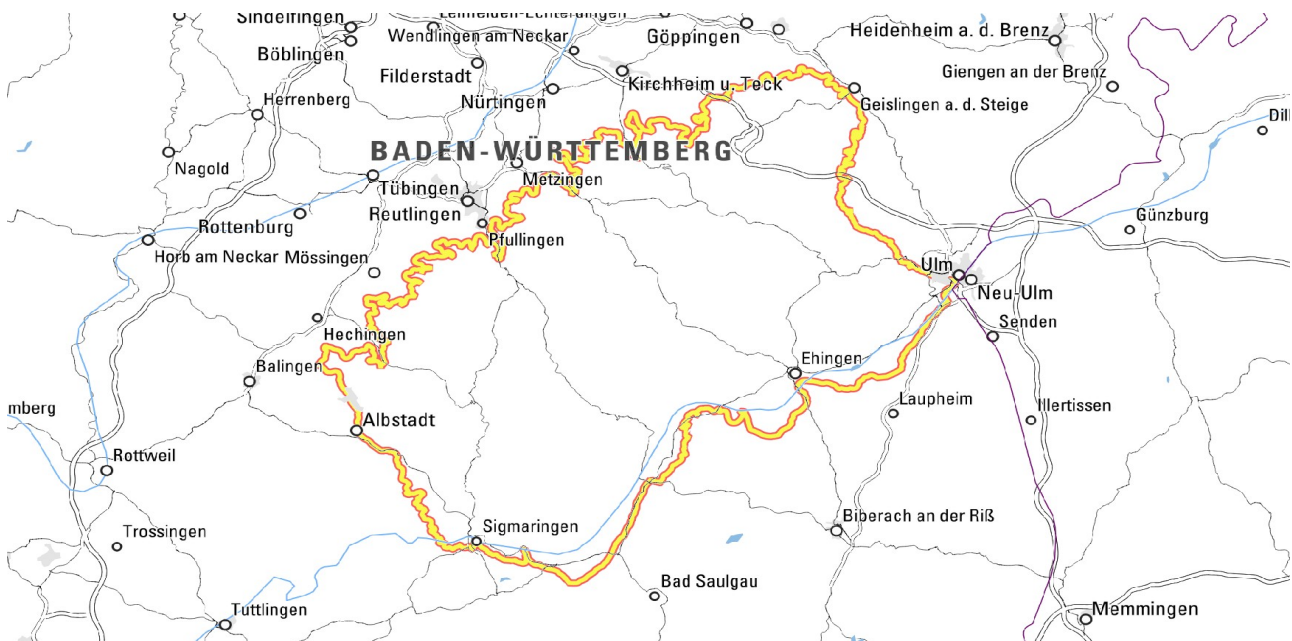 Sindelfingen
Leinfelden-Echterdingen
Wendlingen am Neckar
Göppingen
Heidenheim a. d. Brenz
Böblingen
Filderstadt
Kirchheim u. Teck
Giengen an der Brenz
Herrenberg
Nürtingen
Geislingen a. d. Steige
Dill
BADEN-WÜRTTEMBERG
Nagold
Tübingen
Metzingen
Reutlingen
Günzburg
Rottenburg
Pfullingen
Horb am Neckar
Mössingen
Ulm
Neu-Ulm
Senden
Hechingen
Balingen
Ehingen
mberg
Albstadt
Laupheim
Illertissen
Rottweil
Biberach an der Riß
Trossingen
Sigmaringen
Bad Saulgau
Tuttlingen
Memmingen